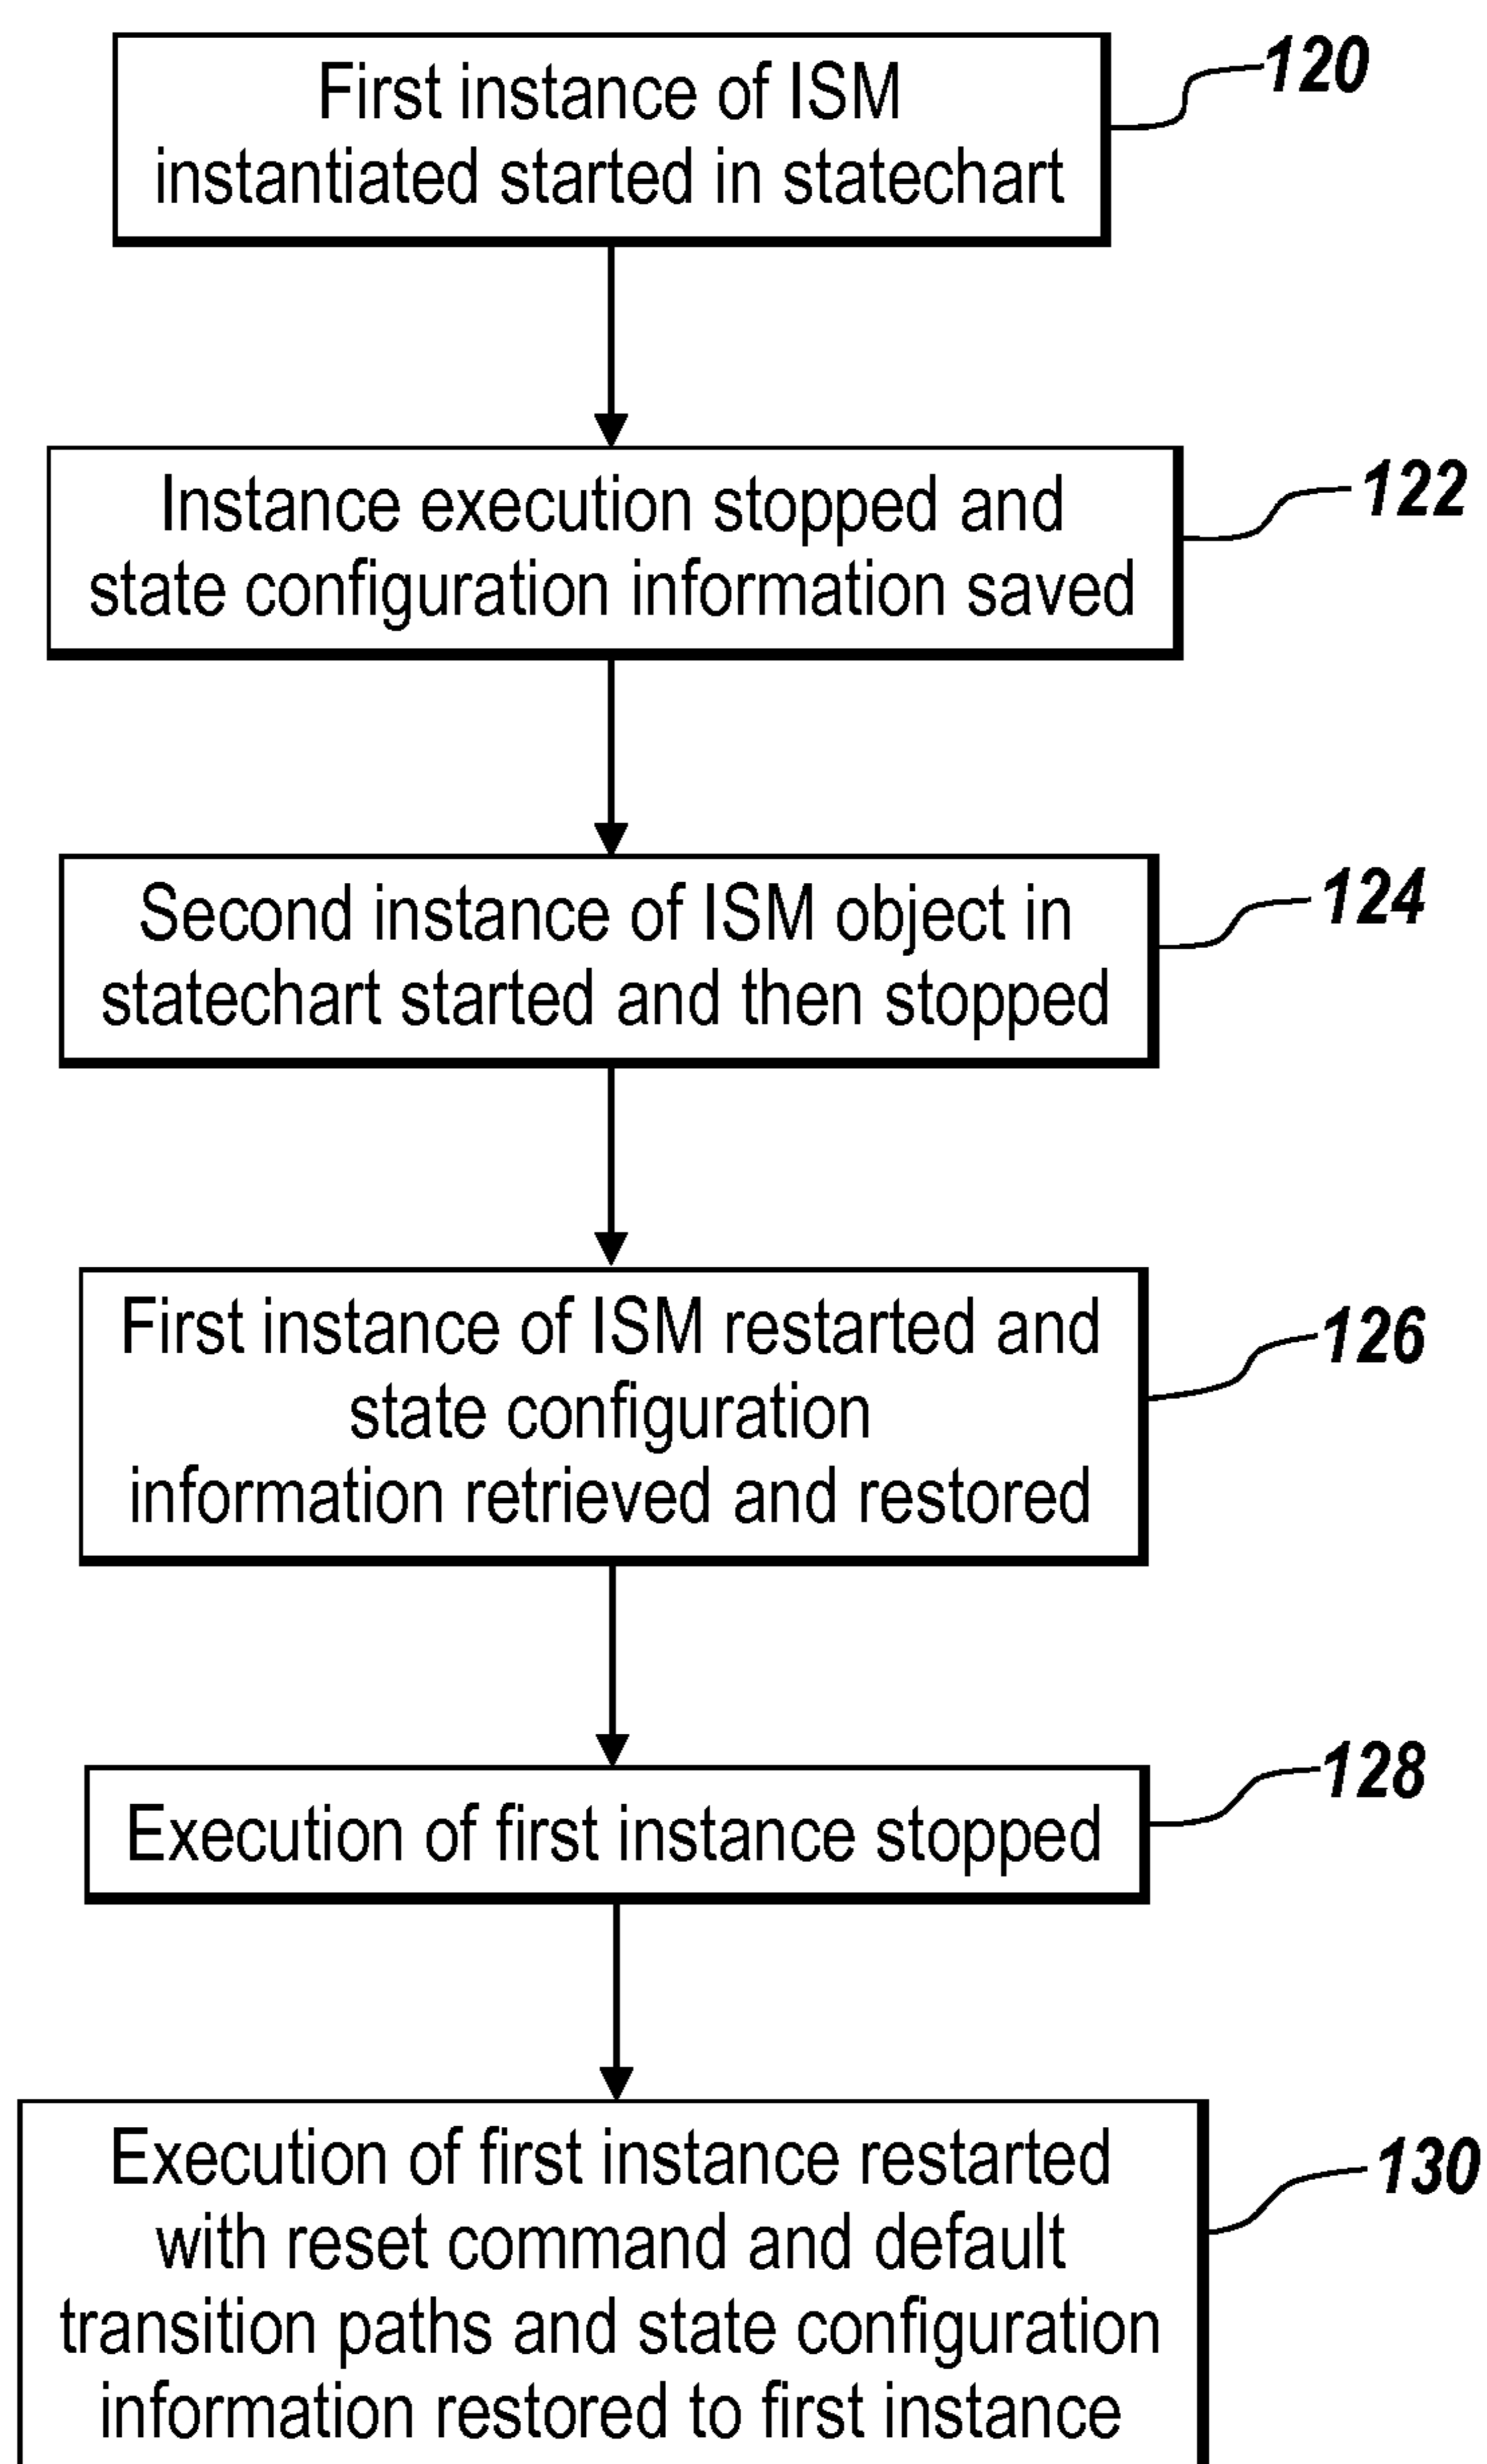 First instance of ISM
instantiated started in statechart
120
Instance execution stopped and
state configuration information saved
122
Second instance of ISM object in
statechart started and then stopped
124
First instance of ISM restarted and
state configuration
information retrieved and restored
126
Execution of first instance stopped
128
Execution of first instance restarted
with reset command and default
transition paths and state configuration
information restored to first instance
130